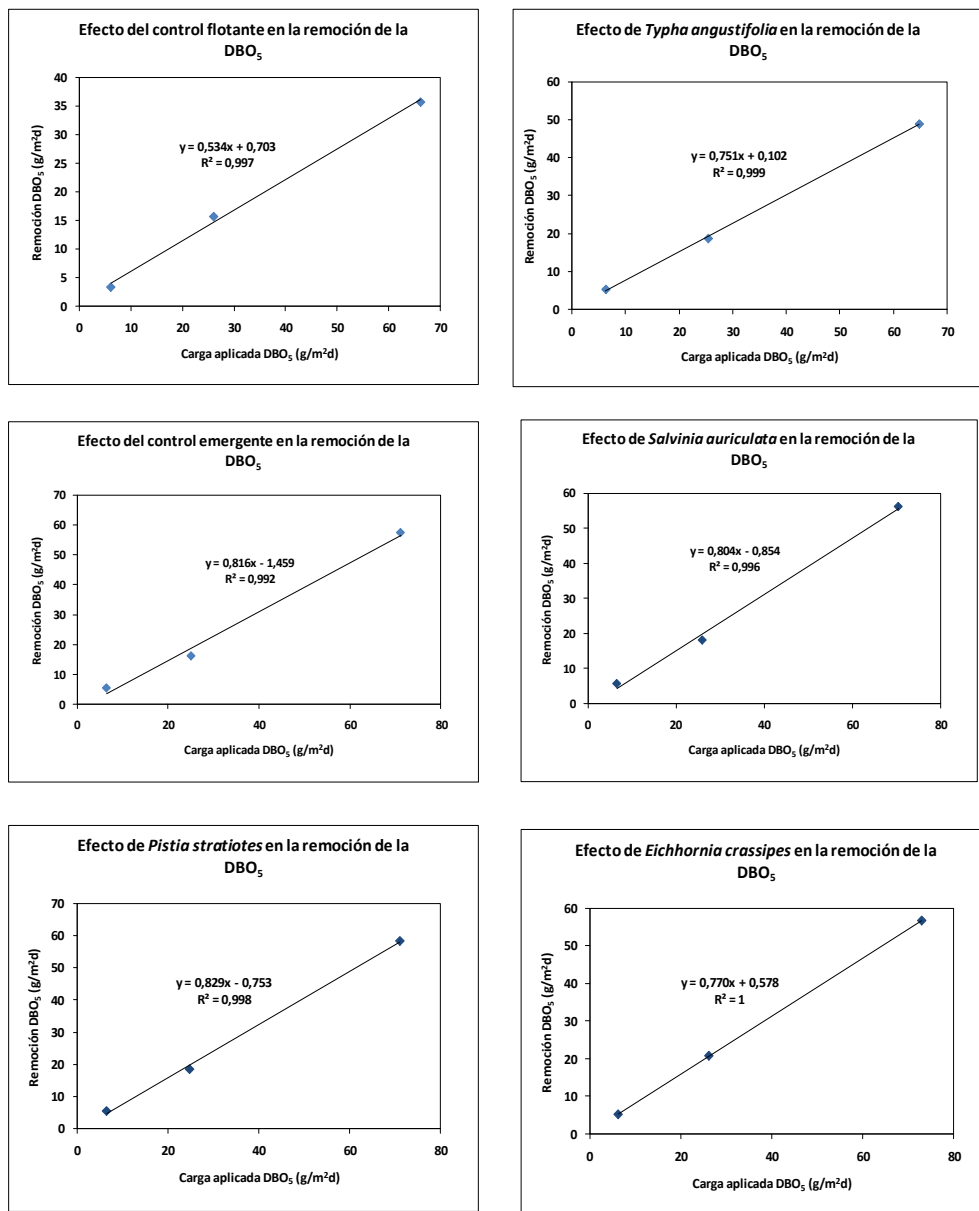 Efecto del control flotante en la remoción de la
DBO₅
40
35
30
25
20
15
10
5
0
Remoción DBO₅ (g/m²d)
y = 0,534x + 0,703
R² = 0,997
0 10 20 30 40 50 60 70
Carga aplicada DBO₅ (g/m²d)
Efecto de Typha angustifolia en la remoción de la
DBO₅
60
50
40
30
20
10
0
Remoción DBO₅ (g/m²d)
y = 0,751x + 0,102
R² = 0,999
0 10 20 30 40 50 60 70
Carga aplicada DBO₅ (g/m²d)
Efecto del control emergente en la remoción de la
DBO₅
70
60
50
40
30
20
10
0
Remoción DBO₅ (g/m²d)
y = 0,816x - 1,459
R² = 0,992
0 20 40 60 80
Carga aplicada DBO₅ (g/m²d)
Efecto de Salvinia auriculata en la remoción de la
DBO₅
60
50
40
30
20
10
0
Remoción DBO₅ (g/m²d)
y = 0,804x - 0,854
R² = 0,996
0 20 40 60 80
Carga aplicada DBO₅ (g/m²d)
Efecto de Pistia stratiotes en la remoción de la
DBO₅
70
60
50
40
30
20
10
0
Remoción DBO₅ (g/m²d)
y = 0,829x - 0,753
R² = 0,998
0 20 40 60 80
Carga aplicada DBO₅ (g/m²d)
Efecto de Eichhornia crassipes en la remoción de la
DBO₅
60
50
40
30
20
10
0
Remoción DBO₅ (g/m²d)
y = 0,770x + 0,578
R² = 1
0 20 40 60 80
Carga aplicada DBO₅ (g/m²d)